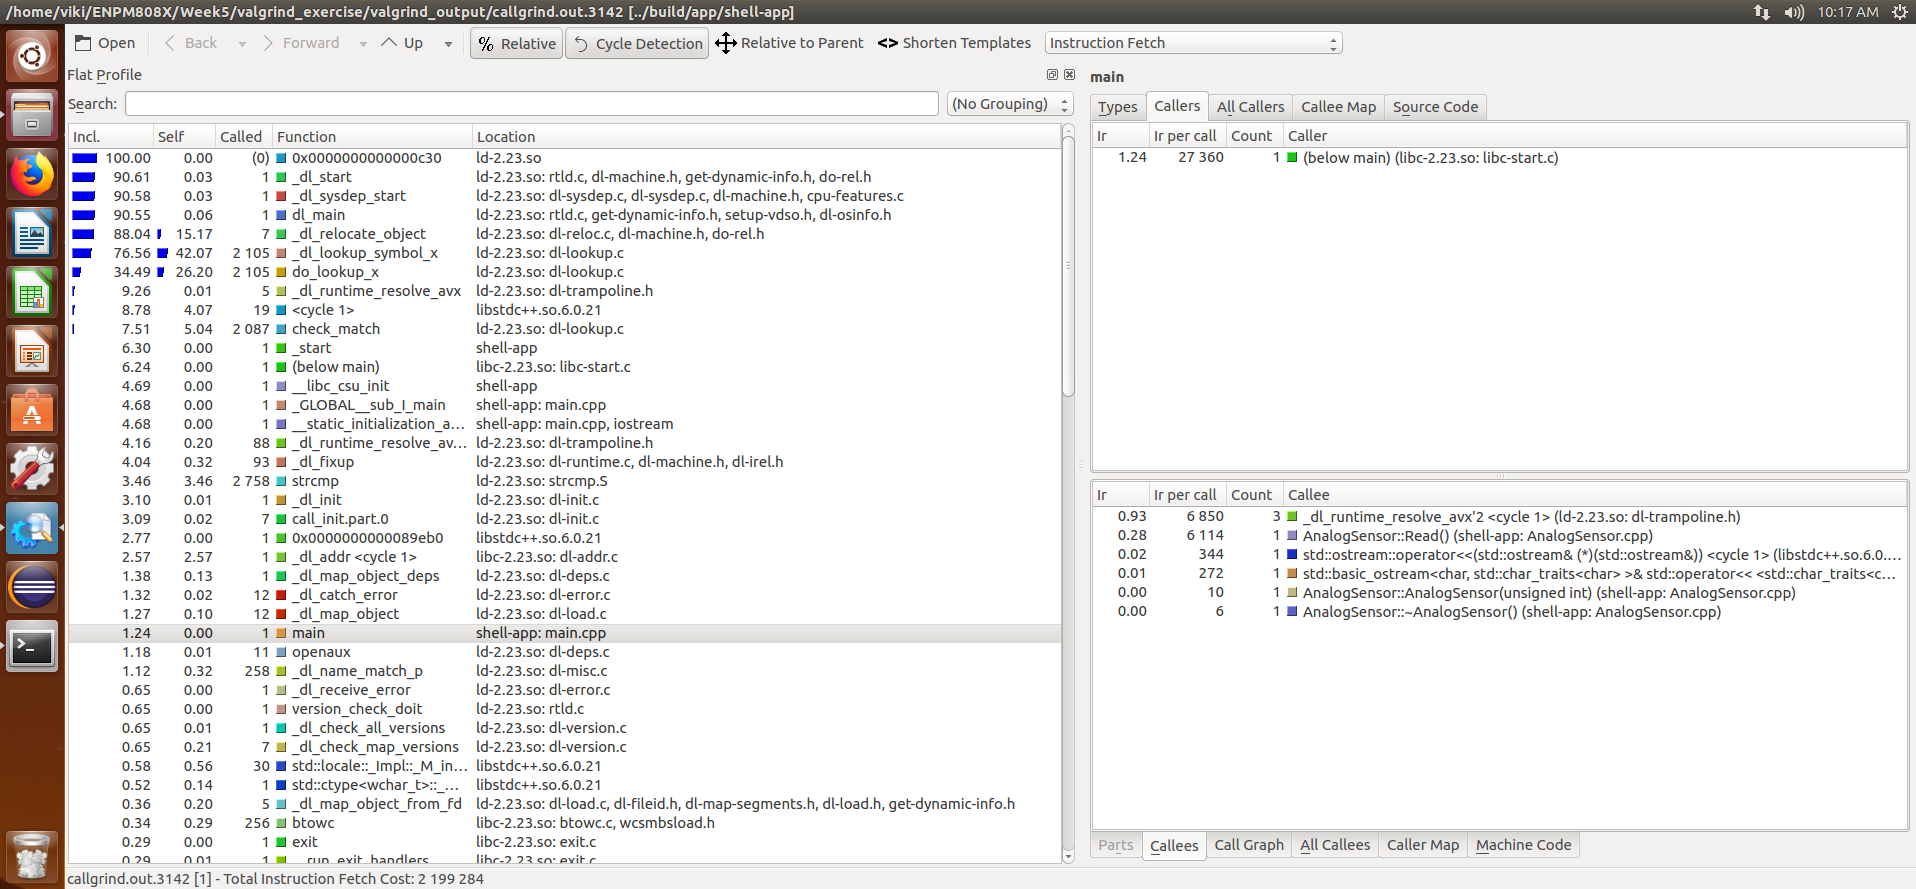 /home/viki/ENPM808X/Week5/valgrind_exercise/valgrind_output/callgrind.out.3142 [../build/app/shell-app] 10:17 AM
Open Back Forward Up % Relative Cycle Detection Relative to Parent <> Shorten Templates Instruction Fetch
Flat Profile
Search: (No Grouping)
Incl. Self Called Function Location
100.00 0.00 (0) 0x0000000000000c30 ld-2.23.so
90.61 0.03 1 _dl_start ld-2.23.so: rtld.c, dl-machine.h, get-dynamic-info.h, do-rel.h
90.58 0.03 1 _dl_sysdep_start ld-2.23.so: dl-sysdep.c, dl-sysdep.h, dl-machine.h, cpu-features.c
90.55 0.06 1 dl_main ld-2.23.so: rtld.c, get-dynamic-info.h, setup-vdso.h, dl-osinfo.h
88.04 15.17 7 _dl_relocate_object ld-2.23.so: dl-reloc.c, dl-machine.h, do-rel.h
76.56 42.07 2 105 _dl_lookup_symbol_x ld-2.23.so: dl-lookup.c
34.49 26.20 2 105 do_lookup_x ld-2.23.so: dl-lookup.c
9.26 0.01 5 _dl_runtime_resolve_avx ld-2.23.so: dl-trampoline.h
8.78 4.07 19 <cycle 1> libstdc++.so.6.0.21
7.51 5.04 2 087 check_match ld-2.23.so: dl-lookup.c
6.30 0.00 1 _start shell-app
6.24 0.00 1 (below main) libc-2.23.so: libc-start.c
4.69 0.00 1 __libc_csu_init shell-app
4.68 0.00 1 _GLOBAL__sub_I_main shell-app: main.cpp
4.68 0.00 1 __static_initialization_a... shell-app: main.cpp, iostream
4.16 0.20 88 _dl_runtime_resolve_av... ld-2.23.so: dl-trampoline.h
4.04 0.32 93 _dl_fixup ld-2.23.so: dl-runtime.c, dl-machine.h, dl-irel.h
3.46 3.46 2 758 strcmp ld-2.23.so: strcmp.S
3.10 0.01 1 _dl_init ld-2.23.so: dl-init.c
3.09 0.02 7 call_init.part.0 ld-2.23.so: dl-init.c
2.77 0.00 1 0x0000000000089eb0 libstdc++.so.6.0.21
2.57 2.57 1 _dl_addr <cycle 1> libc-2.23.so: dl-addr.c
1.38 0.13 1 _dl_map_object_deps ld-2.23.so: dl-deps.c
1.32 0.02 12 _dl_catch_error ld-2.23.so: dl-error.c
1.27 0.10 12 _dl_map_object ld-2.23.so: dl-load.c
1.24 0.00 1 main shell-app: main.cpp
1.18 0.01 11 openaux ld-2.23.so: dl-deps.c
1.12 0.32 258 _dl_name_match_p ld-2.23.so: dl-misc.c
0.65 0.00 1 _dl_receive_error ld-2.23.so: dl-error.c
0.65 0.00 1 version_check_doit ld-2.23.so: rtld.c
0.65 0.01 1 _dl_check_all_versions ld-2.23.so: dl-version.c
0.65 0.21 7 _dl_check_map_versions ld-2.23.so: dl-version.c
0.58 0.56 30 std::locale::_Impl::_M_in... libstdc++.so.6.0.21
0.52 0.14 1 std::ctype<wchar_t>::_... libstdc++.so.6.0.21
0.36 0.20 5 _dl_map_object_from_fd ld-2.23.so: dl-load.c, dl-fileid.h, dl-map-segments.h, dl-load.h, get-dynamic-info.h
0.34 0.29 256 btowc libc-2.23.so: btowc.c, wcsmbsload.h
0.29 0.00 1 exit libc-2.23.so: exit.c
0.29 0.01 1 __run_exit_handlers libc-2.23.so: exit.c
callgrind.out.3142 [1] - Total Instruction Fetch Cost: 2 199 284
main
Types Callers All Callers Callee Map Source Code
Ir Ir per call Count Caller
1.24 27 360 1 (below main) (libc-2.23.so: libc-start.c)
Ir Ir per call Count Callee
0.93 6 850 3 _dl_runtime_resolve_avx'2 <cycle 1> (ld-2.23.so: dl-trampoline.h)
0.28 6 114 1 AnalogSensor::Read() (shell-app: AnalogSensor.cpp)
0.02 344 1 std::ostream::operator<<(std::ostream& (*)(std::ostream&)) <cycle 1> (libstdc++.so.6.0....
0.01 272 1 std::basic_ostream<char, std::char_traits<char> >& std::operator<< <std::char_traits<c...
0.00 10 1 AnalogSensor::AnalogSensor(unsigned int) (shell-app: AnalogSensor.cpp)
0.00 6 1 AnalogSensor::~AnalogSensor() (shell-app: AnalogSensor.cpp)
Parts Callees Call Graph All Callees Caller Map Machine Code